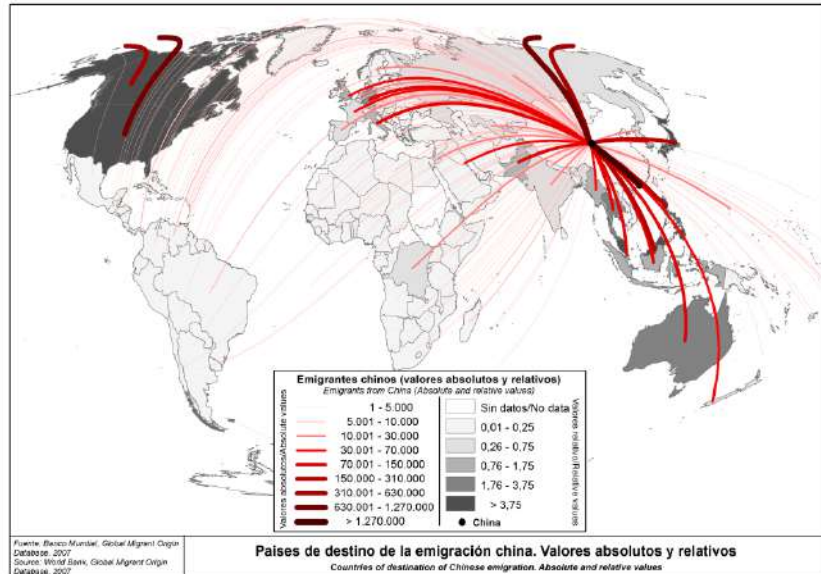 Emigrantes chinos (valores absolutos y relativos)
Emigrants from China (Absolute and relative values)
Valores absolutos/Absolute values
1 - 5.000
5.001 - 10.000
10.001 - 30.000
30.001 - 70.000
70.001 - 150.000
150.000 - 310.000
310.001 - 630.000
630.001 - 1.270.000
> 1.270.000
Sin datos/No data
0,01 - 0,25
0,26 - 0,75
0,76 - 1,75
1,76 - 3,75
> 3,75
China
Valores relativo/Relative values
Fuente: Banco Mundial, Global Migrant Origin
Database, 2007
Source: World Bank, Global Migrant Origin
Database, 2007
Paises de destino de la emigración china. Valores absolutos y relativos
Countries of destination of Chinese emigration. Absolute and relative values